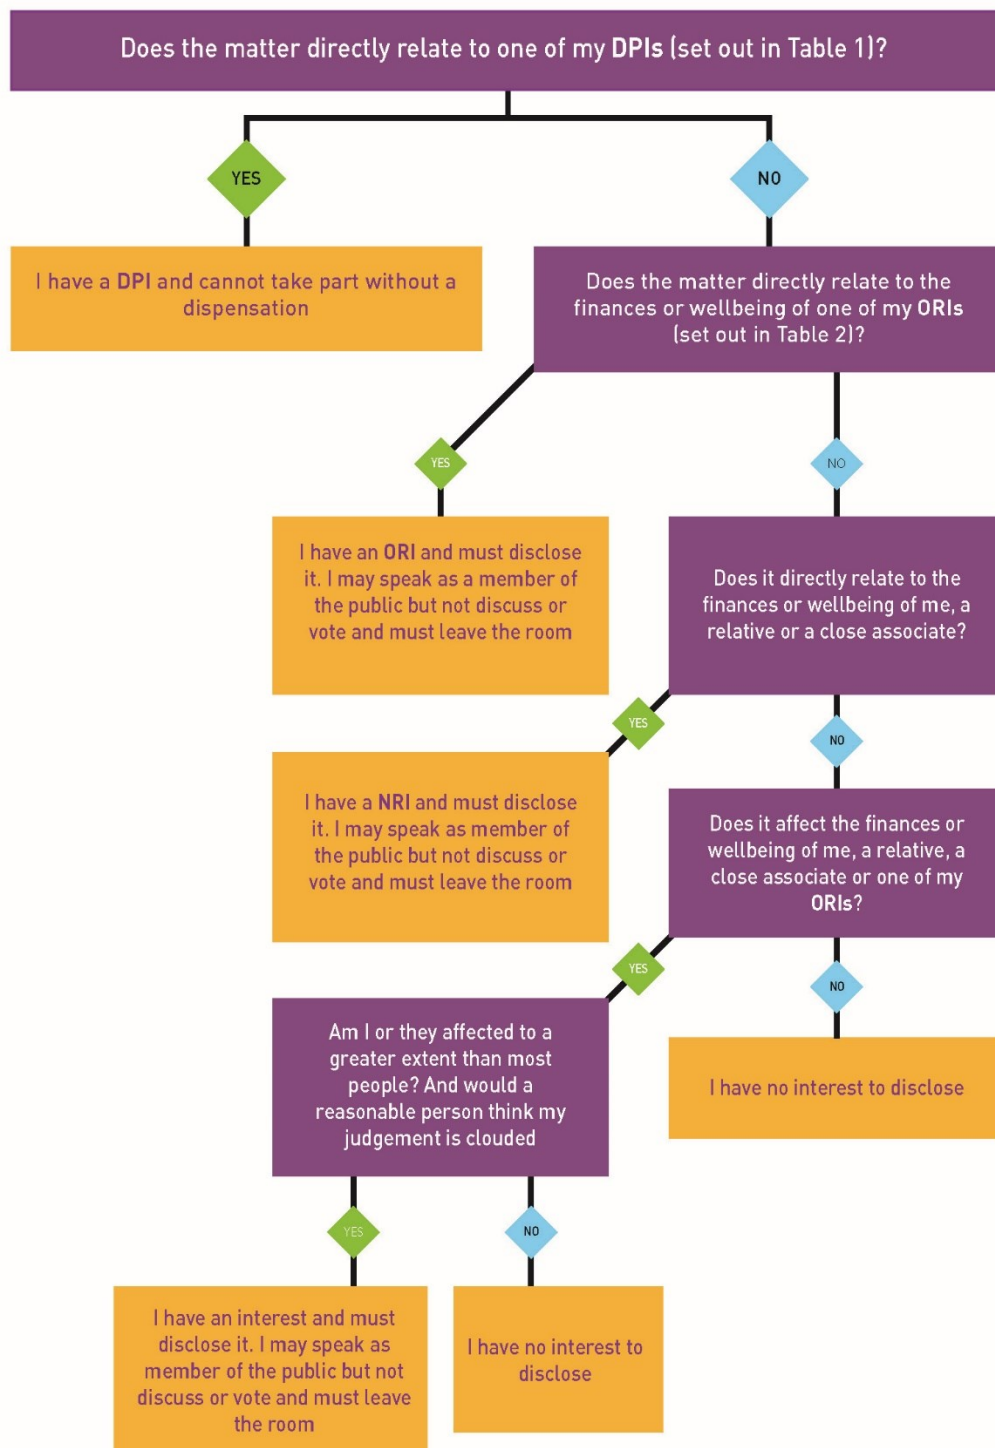 Does the matter directly relate to one of my DPIs (set out in Table 1)?
YES
NO
I have a DPI and cannot take part without a
dispensation
Does the matter directly relate to the
finances or wellbeing of one of my ORIs
(set out in Table 2)?
YES
NO
I have an ORI and must disclose
it. I may speak as a member of
the public but not discuss or
vote and must leave the room
Does it directly relate to the
finances or wellbeing of me, a
relative or a close associate?
YES
NO
I have a NRI and must disclose
it. I may speak as member of
the public but not discuss or
vote and must leave the room
Does it affect the finances or
wellbeing of me, a relative, a
close associate or one of my
ORIs?
YES
NO
Am I or they affected to a
greater extent than most
people? And would a
reasonable person think my
judgement is clouded
I have no interest to disclose
YES
NO
I have an interest and must
disclose it. I may speak as
member of the public but not
discuss or vote and must leave
the room
I have no interest to
disclose